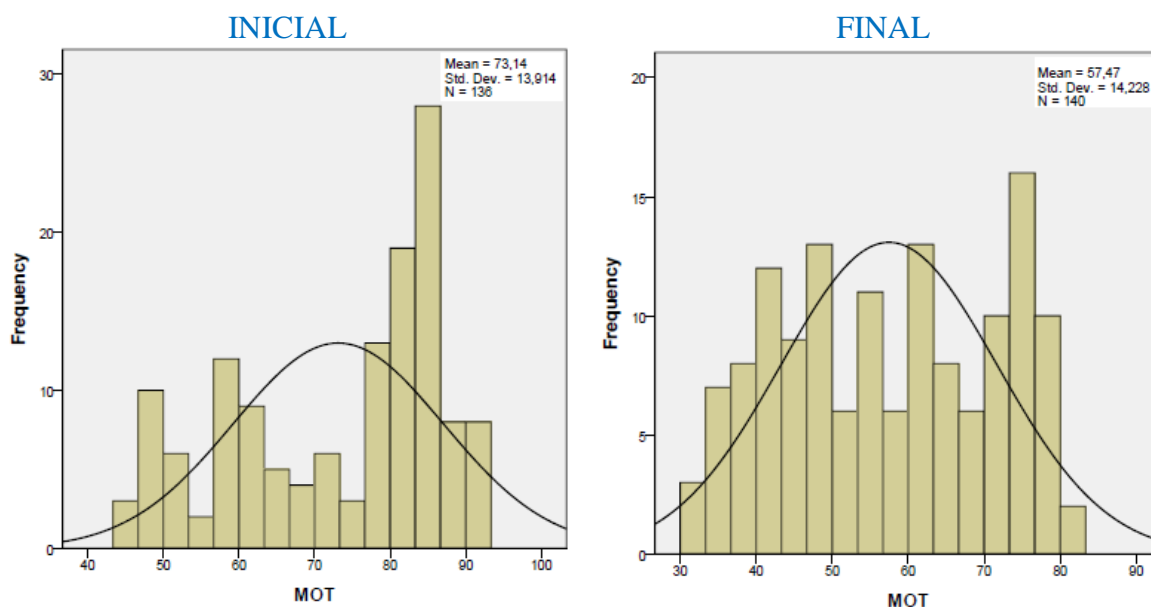 INICIAL
Mean = 73,14
Std. Dev. = 13,914
N = 136
30
20
10
0
Frequency
40 50 60 70 80 90 100
MOT
FINAL
Mean = 57,47
Std. Dev. = 14,228
N = 140
20
15
10
5
0
Frequency
30 40 50 60 70 80 90
MOT